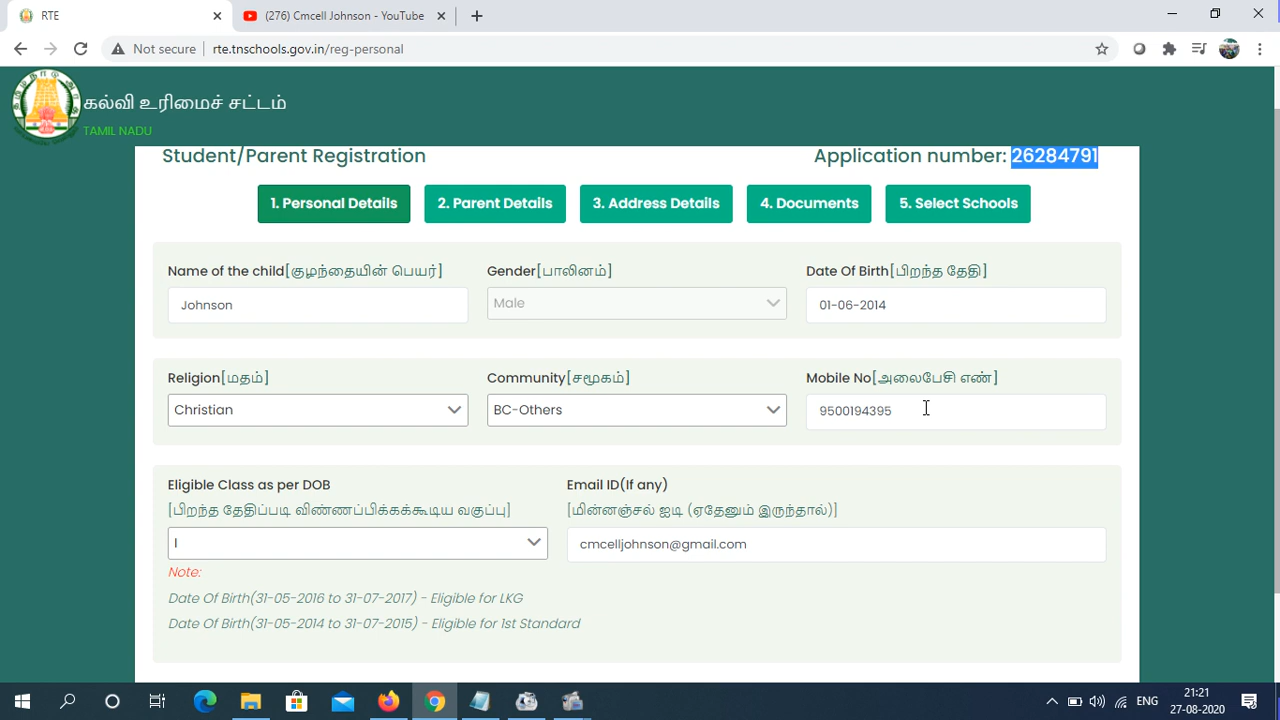 RTE
(276) Cmcell Johnson - YouTube
Not secure
rte.tnschools.gov.in/reg-personal
கல்வி உரிமைச் சட்டம்
TAMIL NADU
Student/Parent Registration
Application number: 26284791
1. Personal Details
2. Parent Details
3. Address Details
4. Documents
5. Select Schools
Name of the child[குழந்தையின் பெயர்]
Gender[பாலினம்]
Date Of Birth[பிறந்த தேதி]
Johnson
Male
01-06-2014
Religion[மதம்]
Community[சமூகம்]
Mobile No[அலைபேசி எண்]
Christian
BC-Others
9500194395
Eligible Class as per DOB
Email ID(If any)
[பிறந்த தேதிப்படி விண்ணப்பிக்கக்கூடிய வகுப்பு]
[மின்னஞ்சல் ஐடி (ஏதேனும் இருந்தால்)]
I
cmcelljohnson@gmail.com
Note:
Date Of Birth(31-05-2016 to 31-07-2017) - Eligible for LKG
Date Of Birth(31-05-2014 to 31-07-2015) - Eligible for 1st Standard
ENG
21:21
27-08-2020